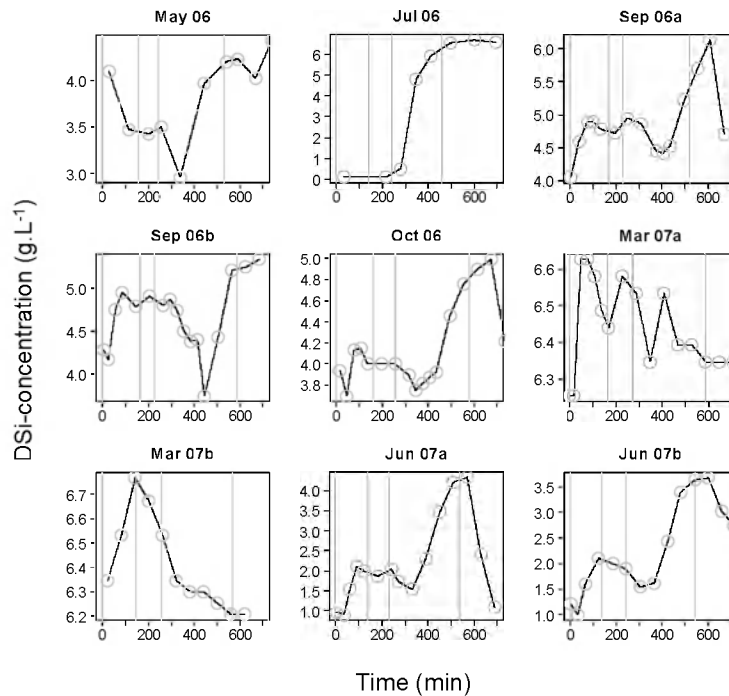 May 06 Jul 06 Sep 06a
4.0 3.5 3.0
6 5 4 3 2 1 0
6.0 5.5 5.0 4.5 4.0
0 200 400 600 0 200 400 600 0 200 400 600
Sep 06b Oct 06 Mar 07a
5.0 4.5 4.0
5.0 4.8 4.6 4.4 4.2 4.0 3.8
6.6 6.4 6.3
0 200 400 600 0 200 400 600 0 200 400 600
Mar 07b Jun 07a Jun 07b
6.7 6.6 6.5 6.4 6.3 6.2
4.0 3.5 3.0 2.5 2.0 1.5 1.0
3.5 3.0 2.5 2.0 1.5 1.0
0 200 400 600 0 200 400 600 0 200 400 600
DSi-concentration (g.L-1)
Time (min)